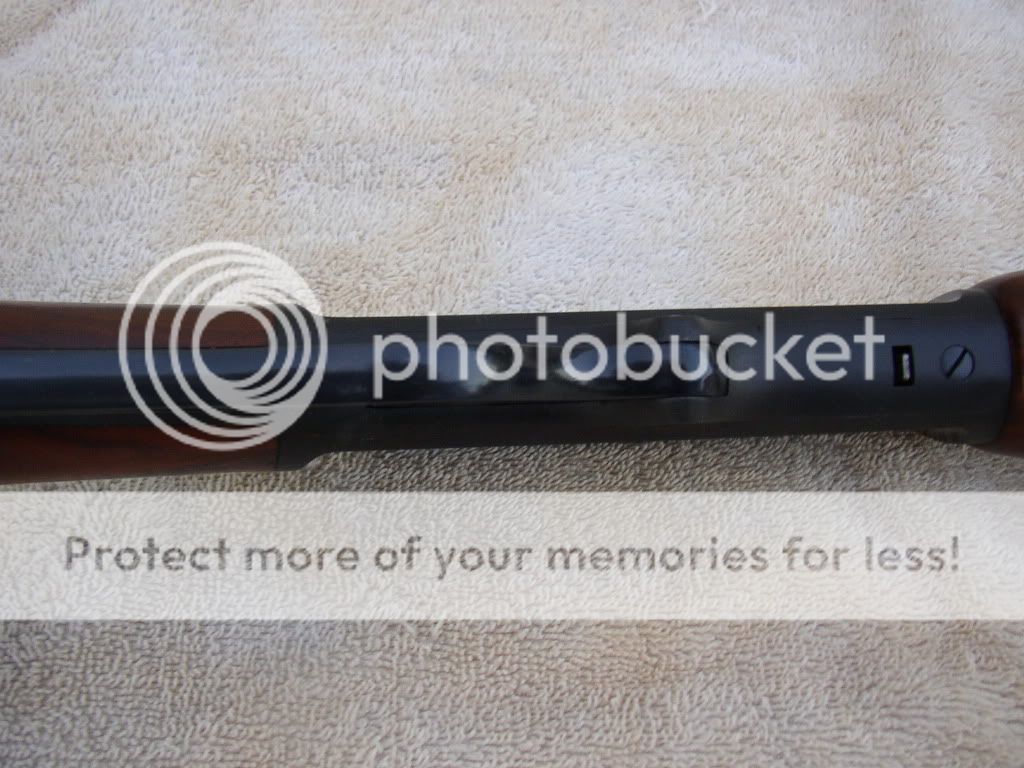 photobucket
Protect more of your memories for less!